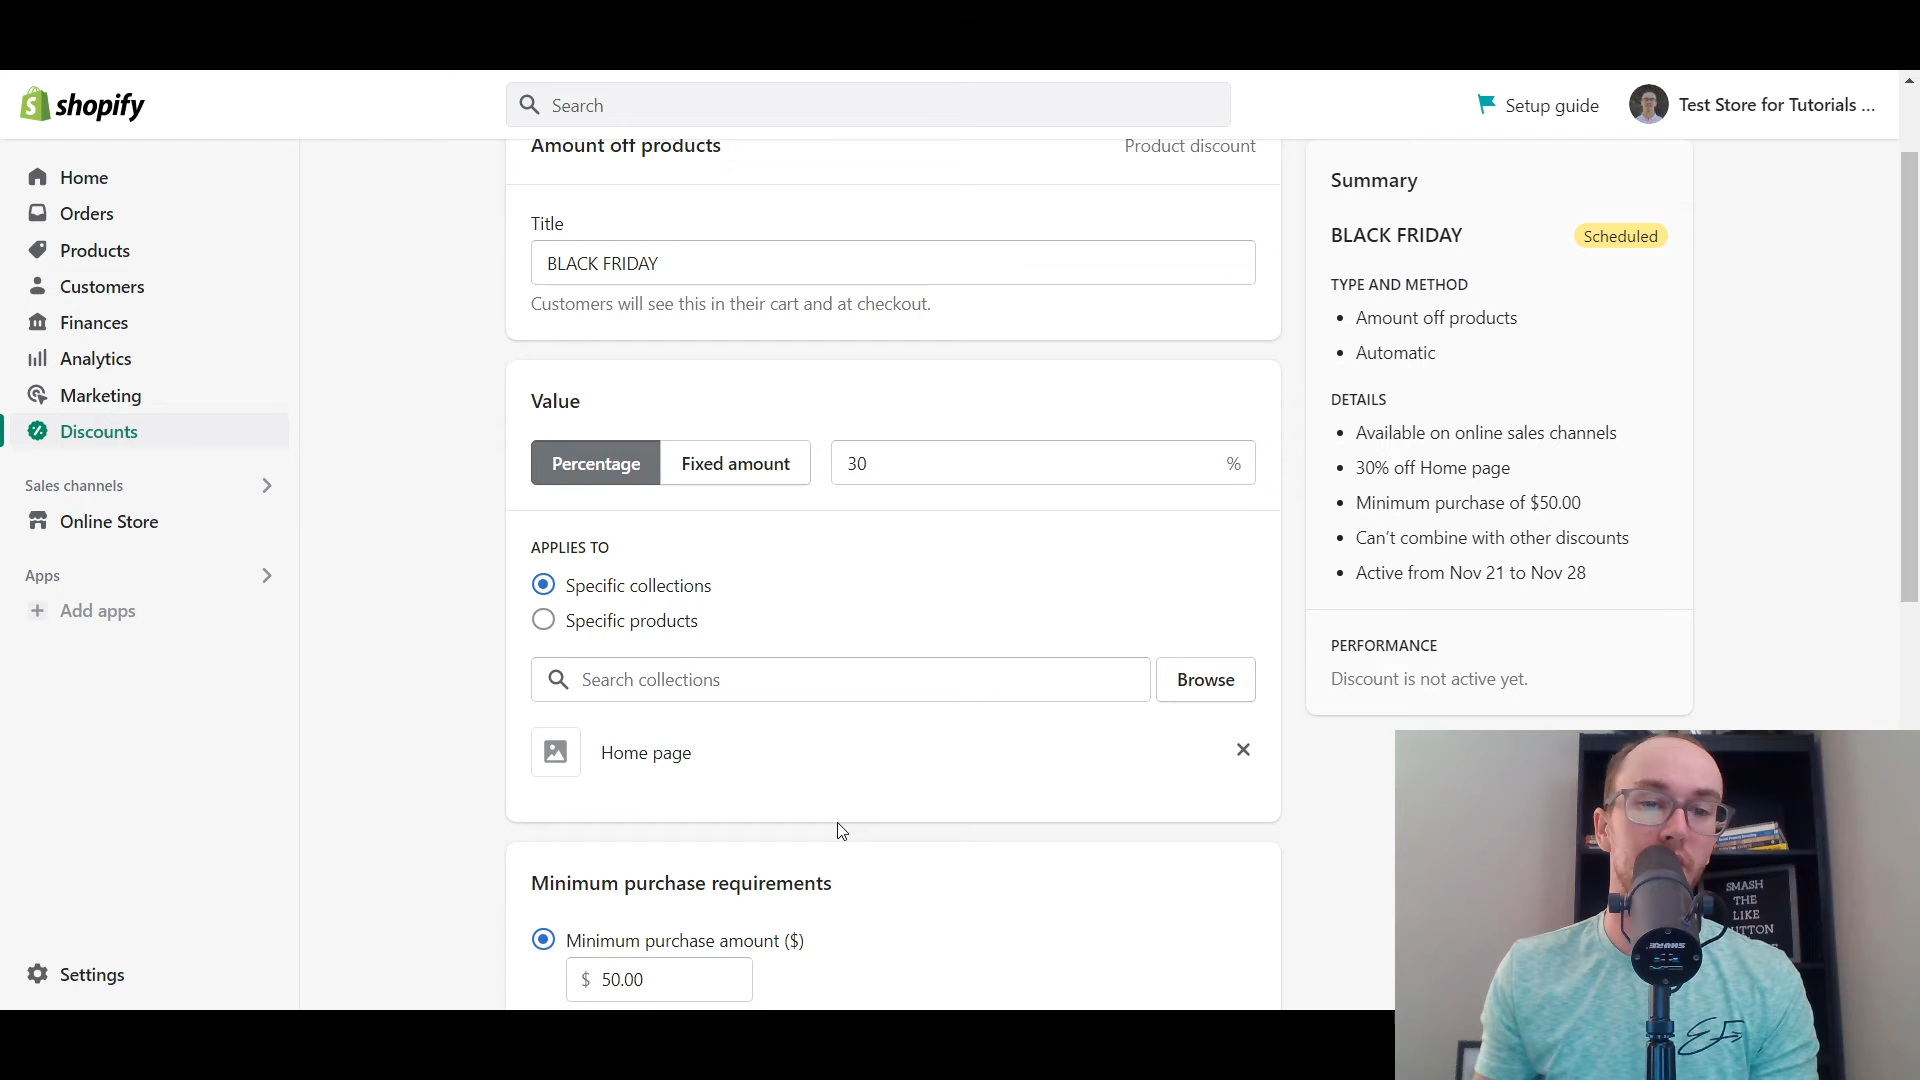 shopify
Search
Setup guide
Test Store for Tutorials ...
Home
Orders
Products
Customers
Finances
Analytics
Marketing
Discounts
Sales channels
Online Store
Apps
Add apps
Settings
Amount off products
Product discount
Title
BLACK FRIDAY
Customers will see this in their cart and at checkout.
Value
Percentage
Fixed amount
30
%
APPLIES TO
Specific collections
Specific products
Search collections
Browse
Home page
Minimum purchase requirements
Minimum purchase amount ($)
$ 50.00
Summary
BLACK FRIDAY
Scheduled
TYPE AND METHOD
• Amount off products
• Automatic
DETAILS
• Available on online sales channels
• 30% off Home page
• Minimum purchase of $50.00
• Can't combine with other discounts
• Active from Nov 21 to Nov 28
PERFORMANCE
Discount is not active yet.
SMASH
THE
LIKE
UTTON
SHURE